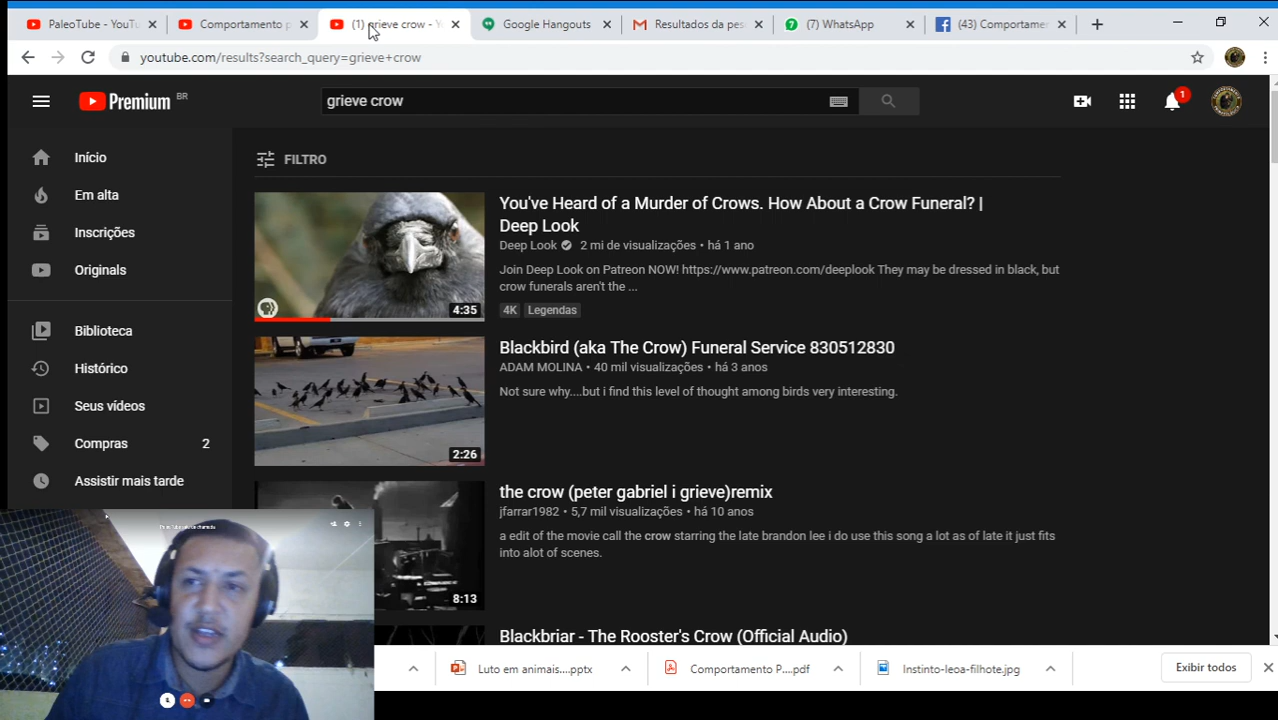 PaleoTube - YouTu
Comportamento p
(1) grieve crow - Y
Google Hangouts
Resultados da pes
(7) WhatsApp
(43) Comportame
youtube.com/results?search_query=grieve+crow
Premium BR
grieve crow
1
Início
Em alta
Inscrições
Originals
Biblioteca
Histórico
Seus vídeos
Compras 2
Assistir mais tarde
FILTRO
You've Heard of a Murder of Crows. How About a Crow Funeral? |
Deep Look
Deep Look 2 mi de visualizações • há 1 ano
Join Deep Look on Patreon NOW! https://www.patreon.com/deeplook They may be dressed in black, but
crow funerals aren't the ...
4K Legendas
4:35
Blackbird (aka The Crow) Funeral Service 830512830
ADAM MOLINA • 40 mil visualizações • há 3 anos
Not sure why....but i find this level of thought among birds very interesting.
2:26
the crow (peter gabriel i grieve)remix
jfarrar1982 • 5,7 mil visualizações • há 10 anos
a edit of the movie call the crow starring the late brandon lee i do use this song a lot as of late it just fits
into alot of scenes.
8:13
Blackbriar - The Rooster's Crow (Official Audio)
Luto em animais....pptx
Comportamento P....pdf
Instinto-leoa-filhote.jpg
Exibir todos